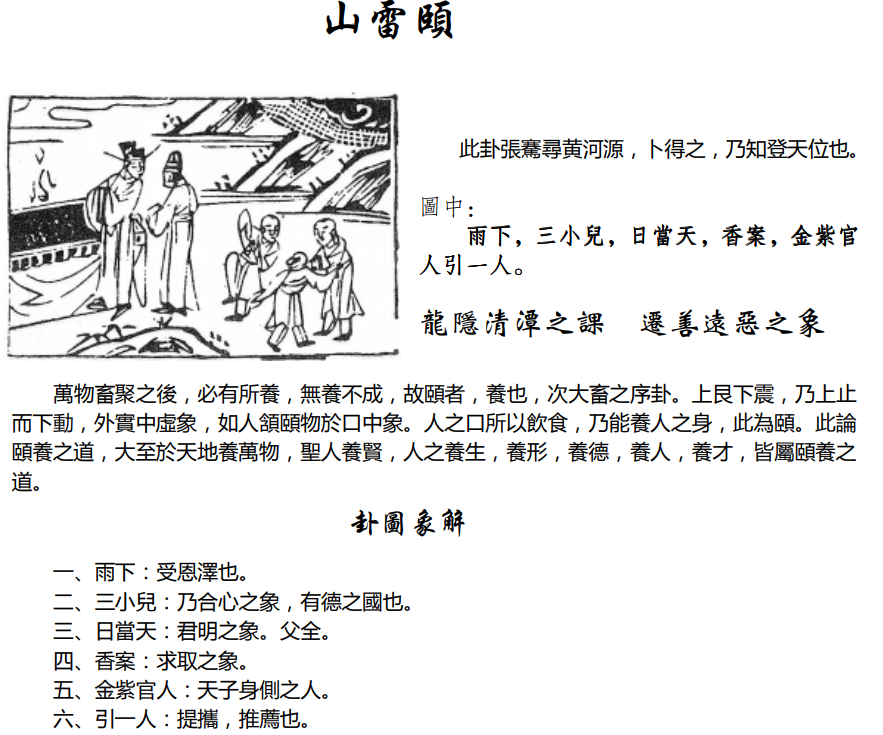 山雷頤
此卦張騫尋黄河源，卜得之，乃知登天位也。
圖中：
雨下，三小兒，日當天，香案，金紫官
人引一人。
龍隱清潭之課　遷善遠惡之象
萬物畜聚之後，必有所養，無養不成，故頤者，養也，次大畜之序卦。上艮下震，乃上止
而下動，外實中虛象，如人頷頤物於口中象。人之口所以飲食，乃能養人之身，此為頤。此論
頤養之道，大至於天地養萬物，聖人養賢，人之養生，養形，養德，養人，養才，皆屬頤養之
道。
卦圖象解
一、雨下：受恩澤也。
二、三小兒：乃合心之象，有德之國也。
三、日當天：君明之象。父全。
四、香案：求取之象。
五、金紫官人：天子身側之人。
六、引一人：提攜，推薦也。